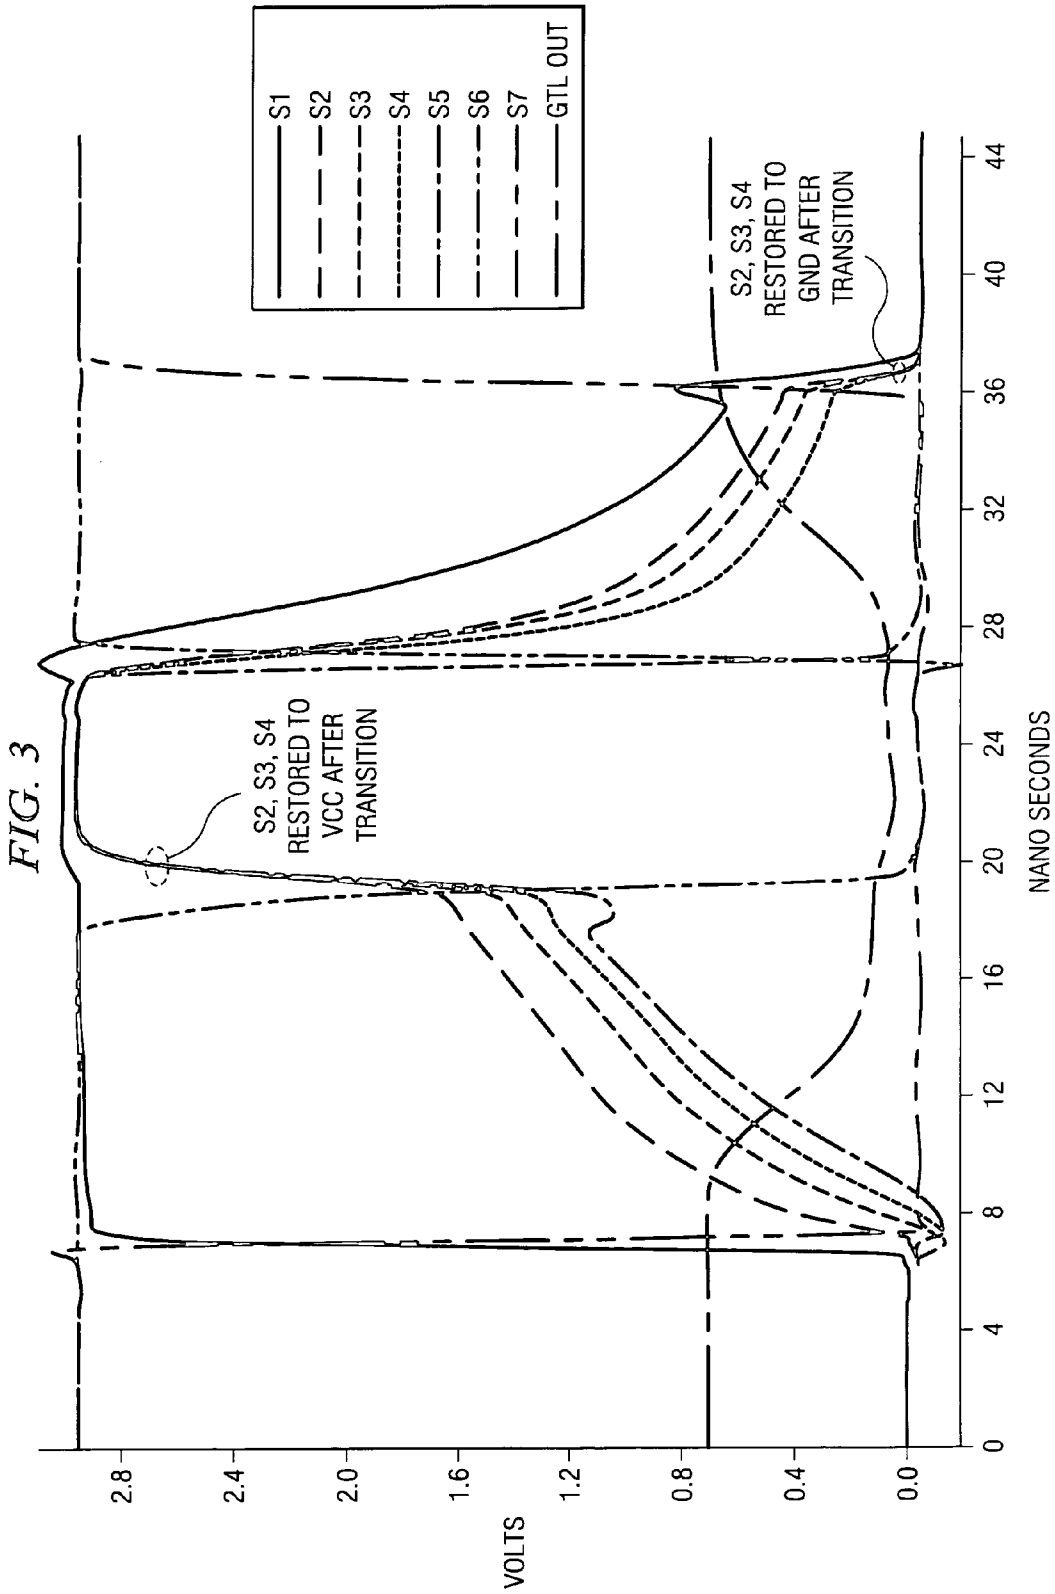 FIG. 3
VOLTS
2.8
2.4
2.0
1.6
1.2
0.8
0.4
0.0
0
4
8
12
16
20
24
28
32
36
40
44
NANO SECONDS
S2, S3, S4
RESTORED TO
VCC AFTER
TRANSITION
S2, S3, S4
RESTORED TO
GND AFTER
TRANSITION
S1
S2
S3
S4
S5
S6
S7
GTL OUT